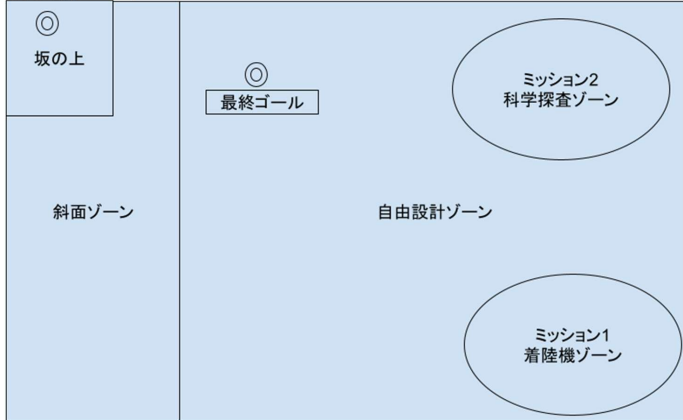 坂の上
最終ゴール
ミッション2
科学探査ゾーン
斜面ゾーン
自由設計ゾーン
ミッション1
着陸機ゾーン